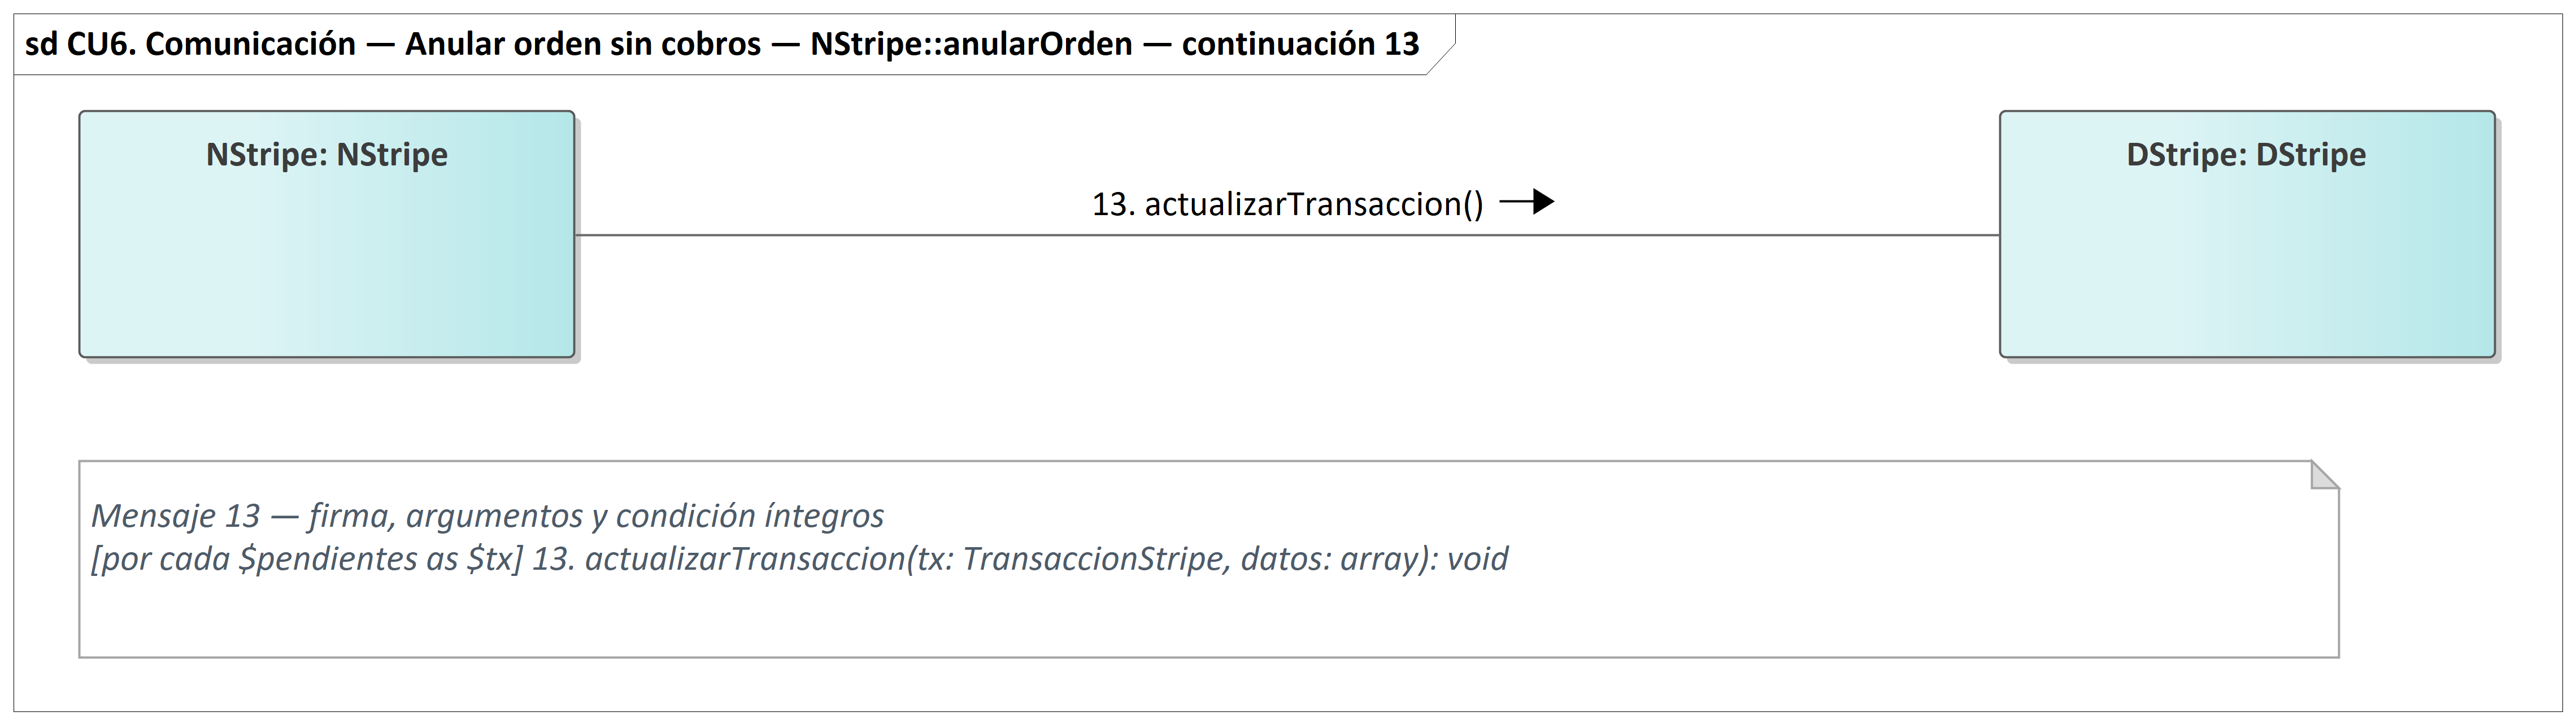 sd CU6. Comunicación — Anular orden sin cobros — NStripe::anularOrden — continuación 13
NStripe: NStripe
DStripe: DStripe
13. actualizarTransaccion()
Mensaje 13 — firma, argumentos y condición íntegros
[por cada $pendientes as $tx] 13. actualizarTransaccion(tx: TransaccionStripe, datos: array): void